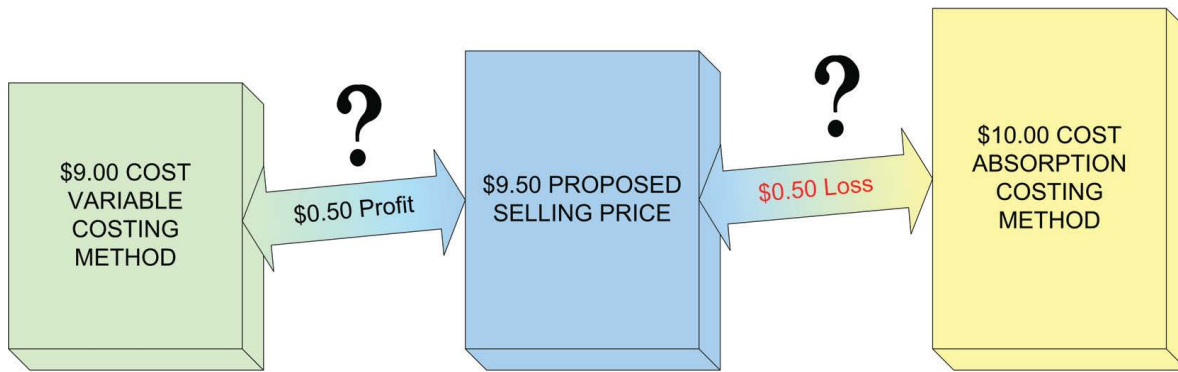 $9.00 COST
VARIABLE
COSTING
METHOD
?
$0.50 Profit
$9.50 PROPOSED
SELLING PRICE
?
$0.50 Loss
$10.00 COST
ABSORPTION
COSTING
METHOD